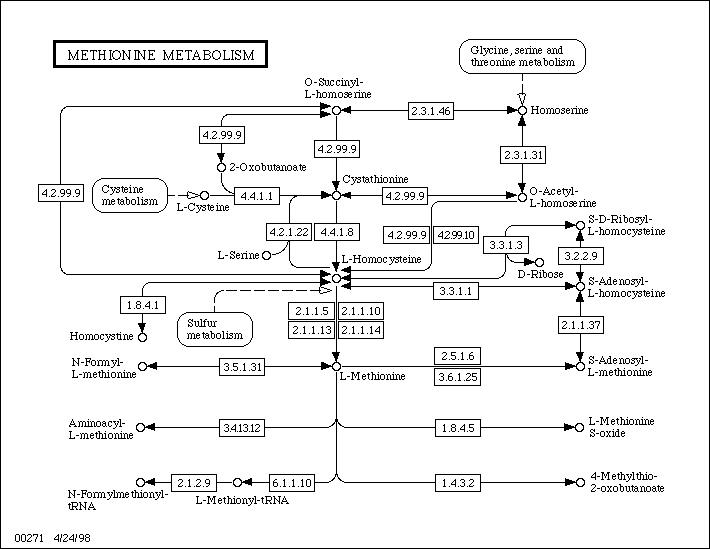 METHIONINE METABOLISM
Glycine, serine and
threonine metabolism
O-Succinyl-
L-homoserine
2.3.1.46
Homoserine
4.2.99.9
4.2.99.9
2.3.1.31
2-Oxobutanoate
4.2.99.9
Cysteine
metabolism
L-Cysteine
4.4.1.1
Cystathionine
4.2.99.9
O-Acetyl-
L-homoserine
4.2.1.22
4.4.1.8
4.2.99.9
4.2.99.10
S-D-Ribosyl-
L-homocysteine
3.3.1.3
L-Serine
L-Homocysteine
3.2.2.9
D-Ribose
3.3.1.1
S-Adenosyl-
L-homocysteine
1.8.4.1
Sulfur
metabolism
2.1.1.5
2.1.1.10
2.1.1.13
2.1.1.14
2.1.1.37
Homocystine
N-Formyl-
L-methionine
3.5.1.31
L-Methionine
2.5.1.6
3.6.1.25
S-Adenosyl-
L-methionine
Aminoacyl-
L-methionine
3.4.13.12
1.8.4.5
L-Methionine
S-oxide
N-Formylmethionyl-
tRNA
2.1.2.9
L-Methionyl-tRNA
6.1.1.10
1.4.3.2
4-Methylthio-
2-oxobutanoate
00271 4/24/98